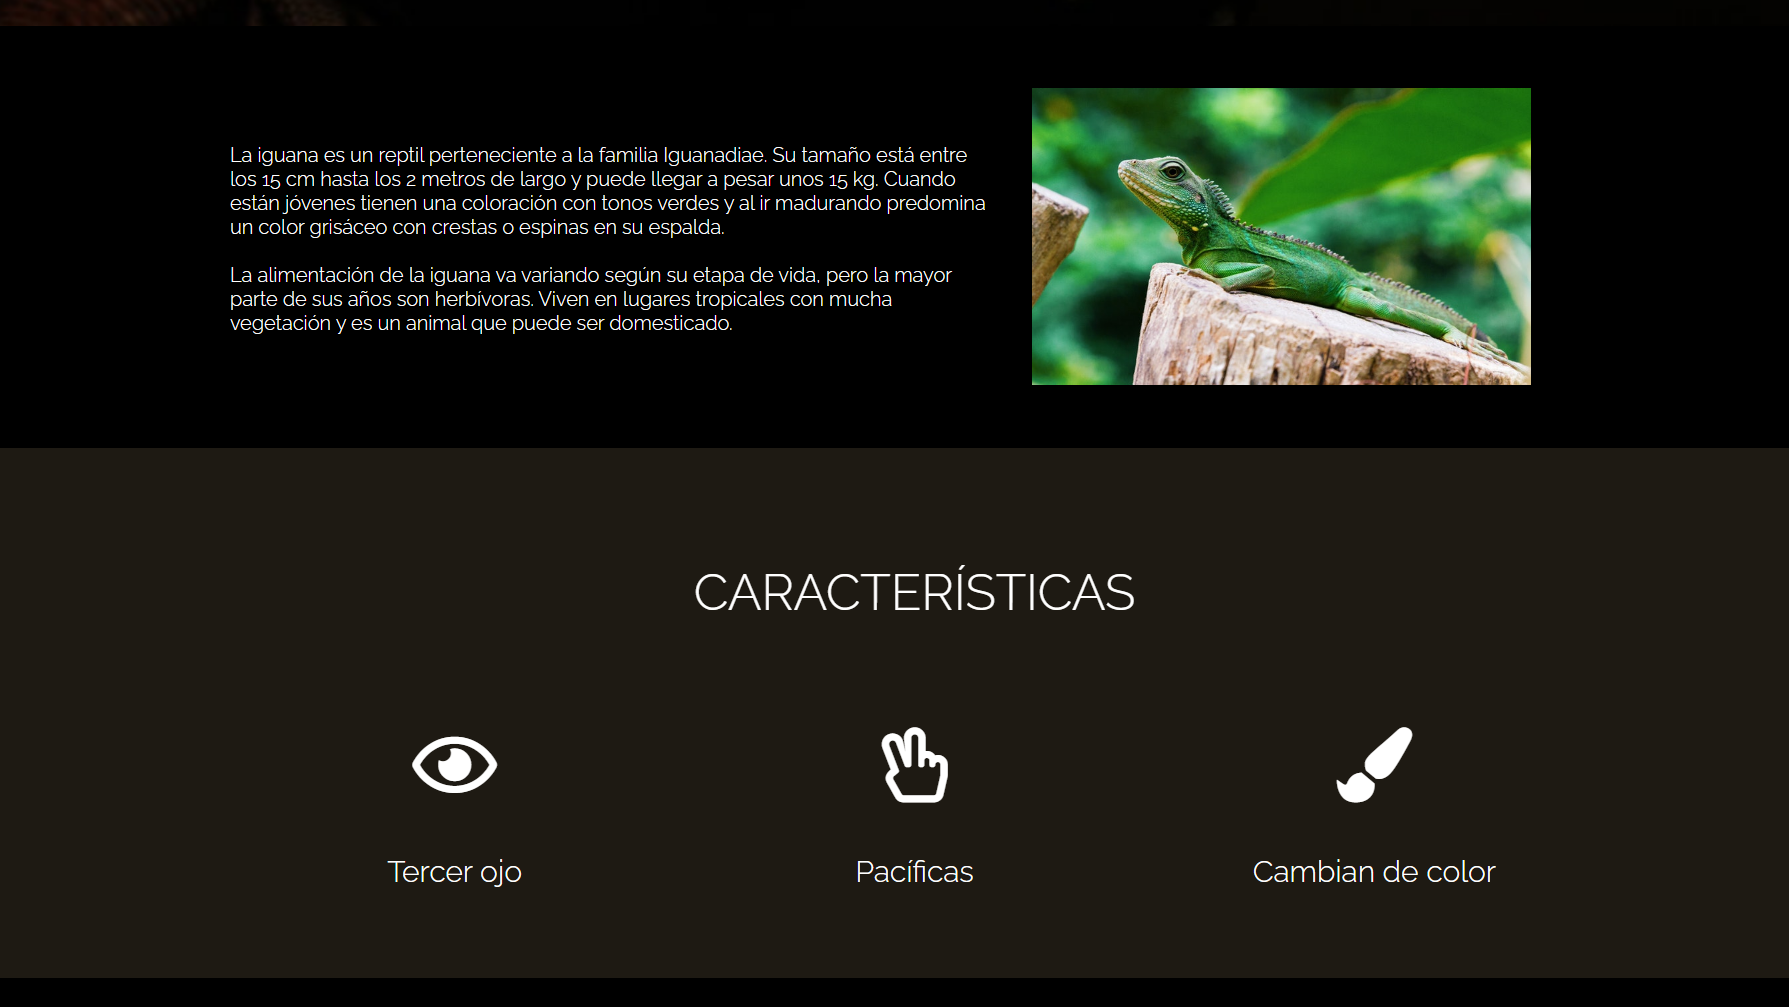 La iguana es un reptil perteneciente a la familia Iguanadiae. Su tamaño está entre
los 15 cm hasta los 2 metros de largo y puede llegar a pesar unos 15 kg. Cuando
están jóvenes tienen una coloración con tonos verdes y al ir madurando predomina
un color grisáceo con crestas o espinas en su espalda.
La alimentación de la iguana va variando según su etapa de vida, pero la mayor
parte de sus años son herbívoras. Viven en lugares tropicales con mucha
vegetación y es un animal que puede ser domesticado.
CARACTERÍSTICAS
Tercer ojo
Pacíficas
Cambian de color